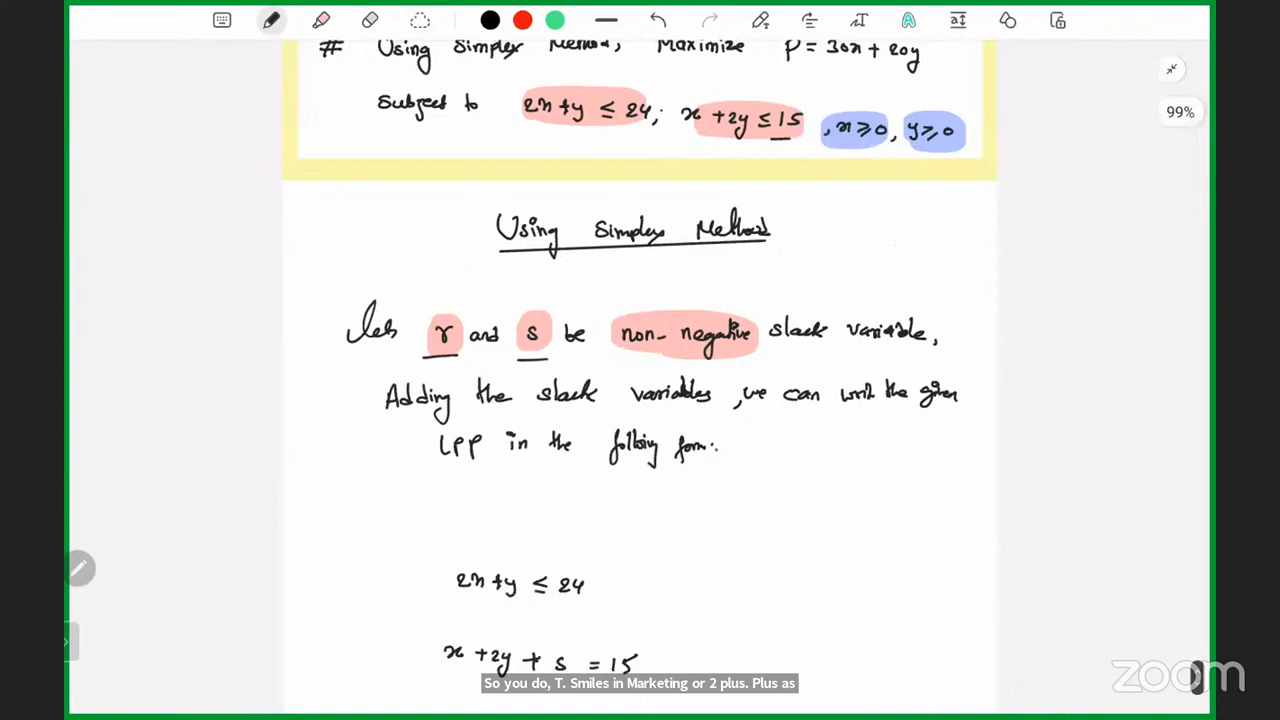 # Using Simplex Method, Maximize P = 30x + 20y
Subject to 2x + y ≤ 24; x + 2y ≤ 15, x ≥ 0, y ≥ 0
Using Simplex Method
Let r and s be non-negative slack variable,
Adding the slack variables, we can writ the given
LPP in the following form:
2x + y ≤ 24
x + 2y + s = 15
So you do, T. Smiles in Marketing or 2 plus. Plus as
99%
zoom